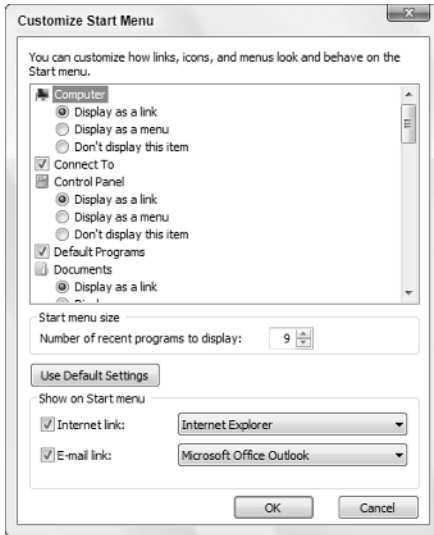 Customize Start Menu
You can customize how links, icons, and menus look and behave on the
Start menu.
Computer
Display as a link
Display as a menu
Don't display this item
Connect To
Control Panel
Display as a link
Display as a menu
Don't display this item
Default Programs
Documents
Display as a link
Start menu size
Number of recent programs to display: 9
Use Default Settings
Show on Start menu
Internet link: Internet Explorer
E-mail link: Microsoft Office Outlook
OK Cancel